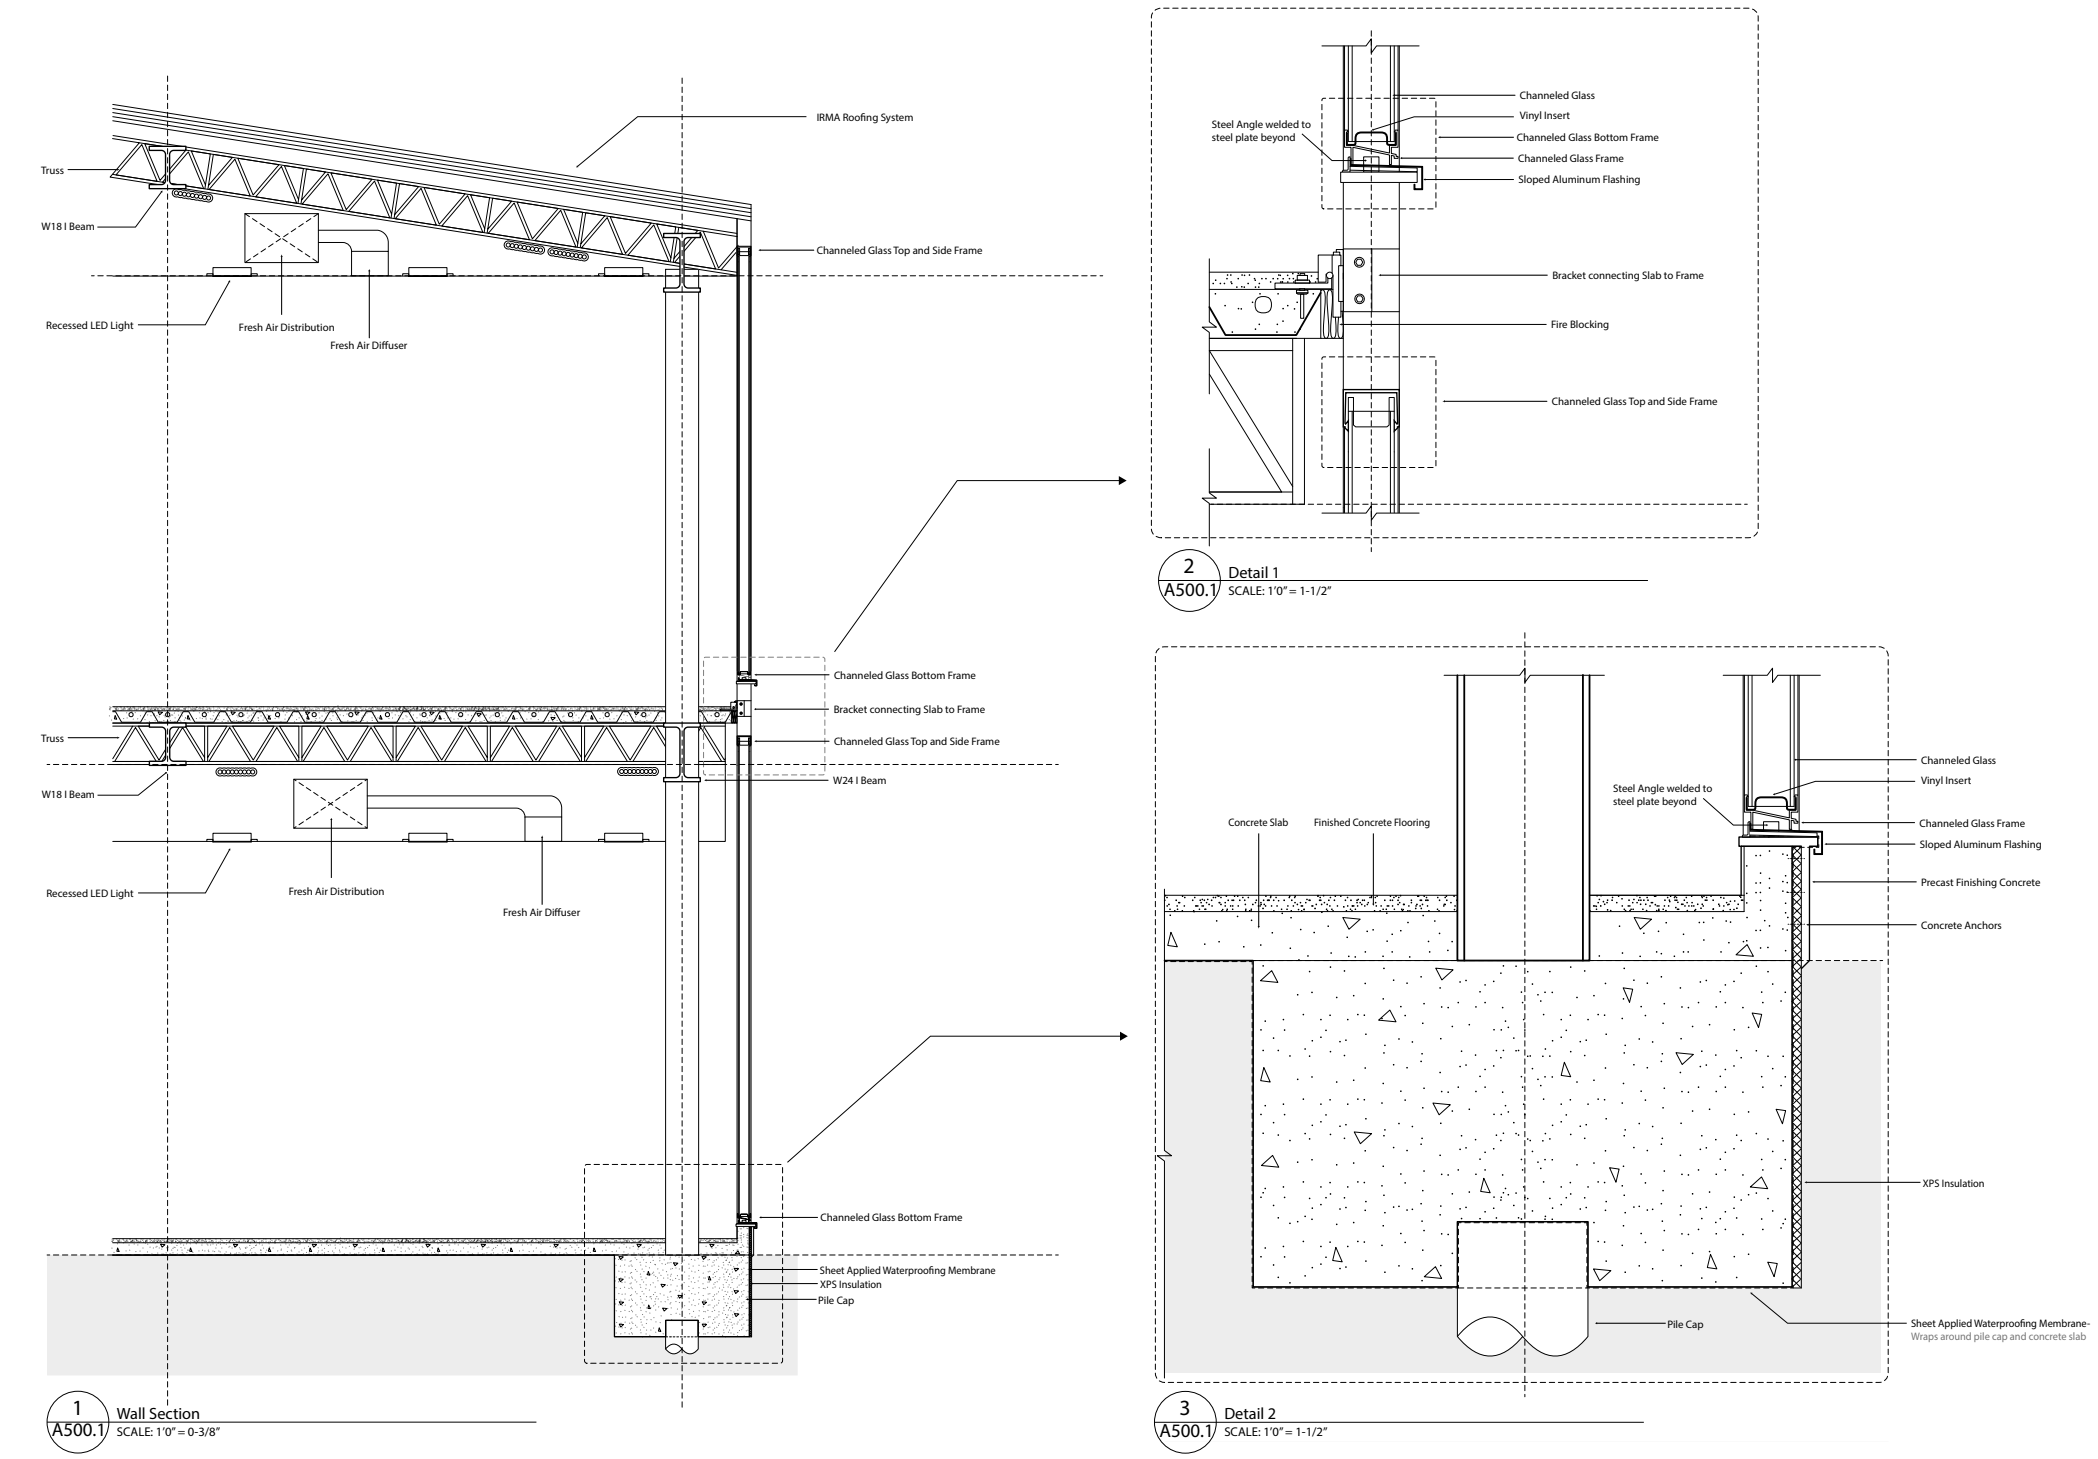 IRMA Roofing System
Truss
W18 I Beam
Channeled Glass Top and Side Frame
Recessed LED Light
Fresh Air Distribution
Fresh Air Diffuser
Channeled Glass Bottom Frame
Bracket connecting Slab to Frame
Truss
Channeled Glass Top and Side Frame
W18 I Beam
W24 I Beam
Recessed LED Light
Fresh Air Distribution
Fresh Air Diffuser
Channeled Glass Bottom Frame
Sheet Applied Waterproofing Membrane
XPS Insulation
Pile Cap
1
A500.1
Wall Section
SCALE: 1'0” = 0-3/8”
Channeled Glass
Vinyl Insert
Steel Angle welded to
steel plate beyond
Channeled Glass Bottom Frame
Channeled Glass Frame
Sloped Aluminum Flashing
Bracket connecting Slab to Frame
Fire Blocking
Channeled Glass Top and Side Frame
2
A500.1
Detail 1
SCALE: 1'0” = 1-1/2”
Channeled Glass
Vinyl Insert
Steel Angle welded to
steel plate beyond
Concrete Slab
Finished Concrete Flooring
Channeled Glass Frame
Sloped Aluminum Flashing
Precast Finishing Concrete
Concrete Anchors
XPS Insulation
Pile Cap
Sheet Applied Waterproofing Membrane-
Wraps around pile cap and concrete slab
3
A500.1
Detail 2
SCALE: 1'0” = 1-1/2”